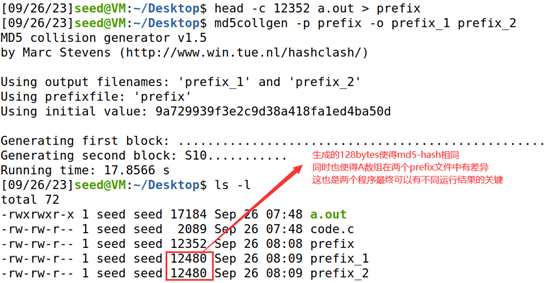 [09/26/23]seed@VM:~/Desktop$ head -c 12352 a.out > prefix
[09/26/23]seed@VM:~/Desktop$ md5collgen -p prefix -o prefix_1 prefix_2
MD5 collision generator v1.5
by Marc Stevens (http://www.win.tue.nl/hashclash/)
Using output filenames: 'prefix_1' and 'prefix_2'
Using prefixfile: 'prefix'
Using initial value: 9a729939f3e2c9d38a418fa1ed4ba50d
Generating first block: .................................................
Generating second block: S10...........
Running time: 17.8566 s
生成的128bytes使得md5-hash相同
同时也使得A数组在两个prefix文件中有差异
这也是两个程序最终可以有不同运行结果的关键
[09/26/23]seed@VM:~/Desktop$ ls -l
total 72
-rwxrwxr-x 1 seed seed 17184 Sep 26 07:48 a.out
-rw-rw-r-- 1 seed seed 2089 Sep 26 07:48 code.c
-rw-rw-r-- 1 seed seed 12352 Sep 26 08:08 prefix
-rw-rw-r-- 1 seed seed 12480 Sep 26 08:09 prefix_1
-rw-rw-r-- 1 seed seed 12480 Sep 26 08:09 prefix_2